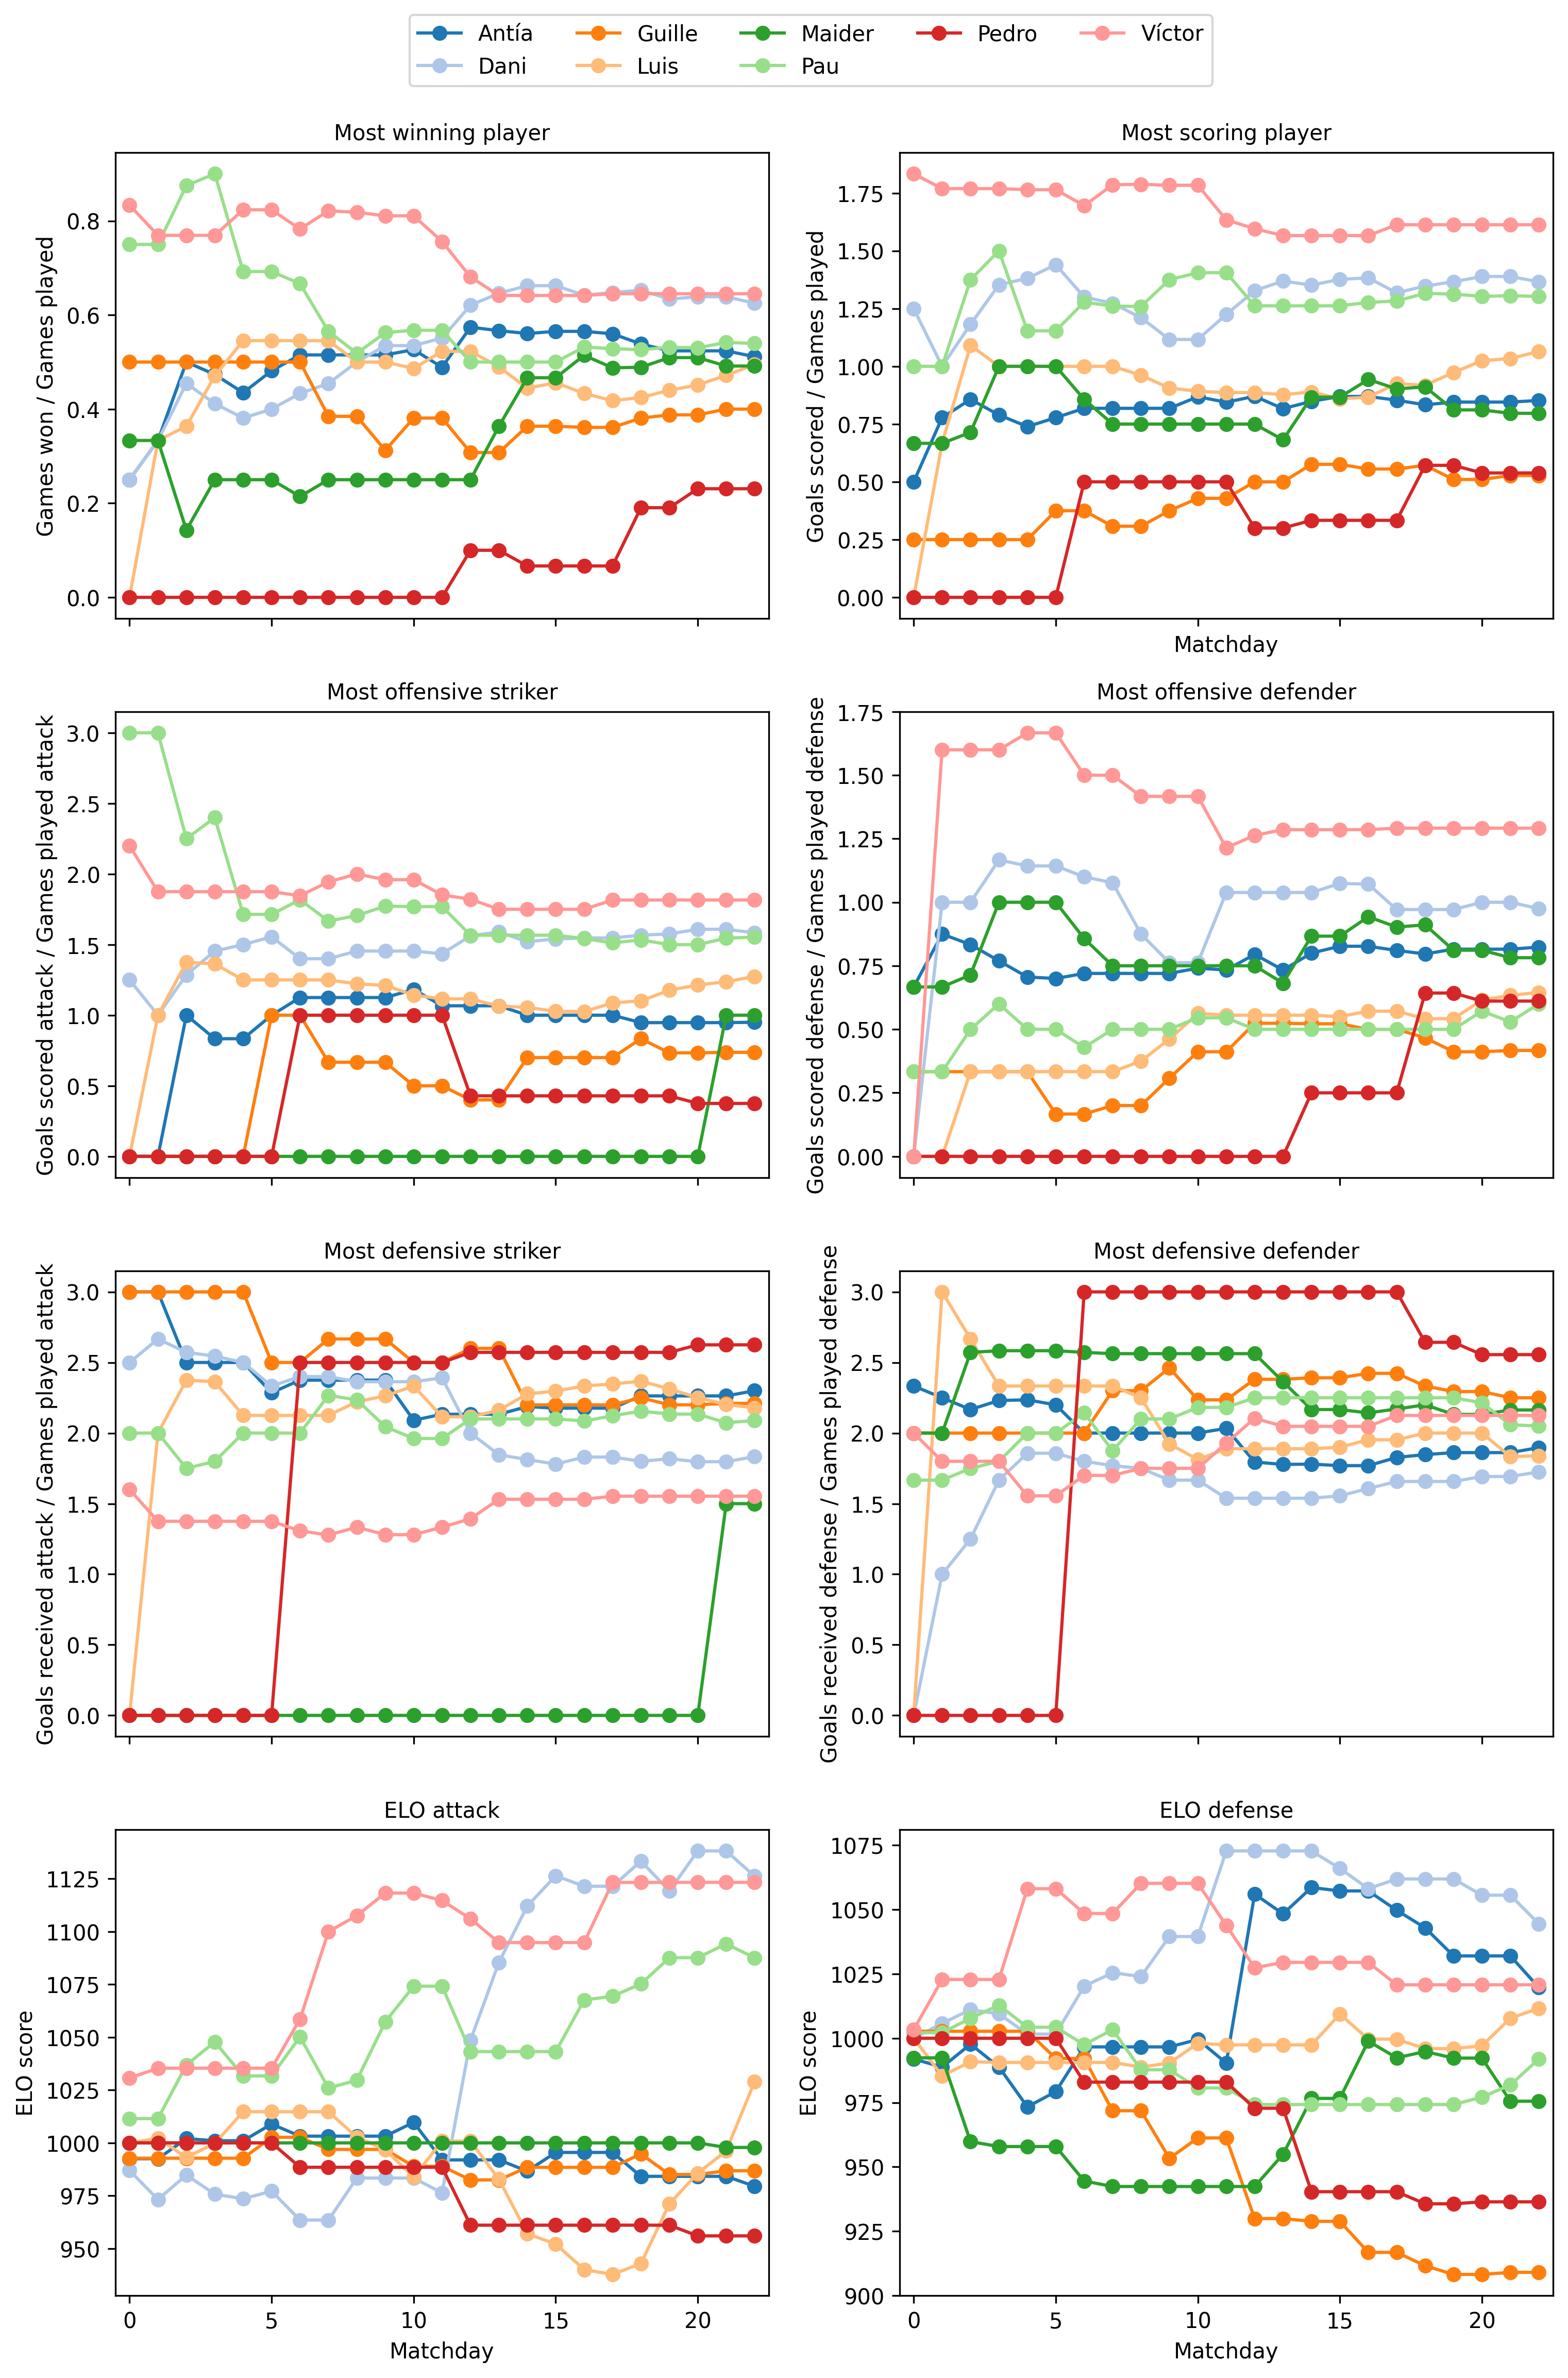 Antía Guille Maider Pedro Víctor
Dani Luis Pau
Most winning player
Games won / Games played
0.8
0.6
0.4
0.2
0.0
Most scoring player
Goals scored / Games played
1.75
1.50
1.25
1.00
0.75
0.50
0.25
0.00
Matchday
Most offensive striker
Goals scored attack / Games played attack
3.0
2.5
2.0
1.5
1.0
0.5
0.0
Most offensive defender
Goals scored defense / Games played defense
1.75
1.50
1.25
1.00
0.75
0.50
0.25
0.00
Most defensive striker
Goals received attack / Games played attack
3.0
2.5
2.0
1.5
1.0
0.5
0.0
Most defensive defender
Goals received defense / Games played defense
3.0
2.5
2.0
1.5
1.0
0.5
0.0
ELO attack
ELO score
1125
1100
1075
1050
1025
1000
975
950
0 5 10 15 20
Matchday
ELO defense
ELO score
1075
1050
1025
1000
975
950
925
900
0 5 10 15 20
Matchday